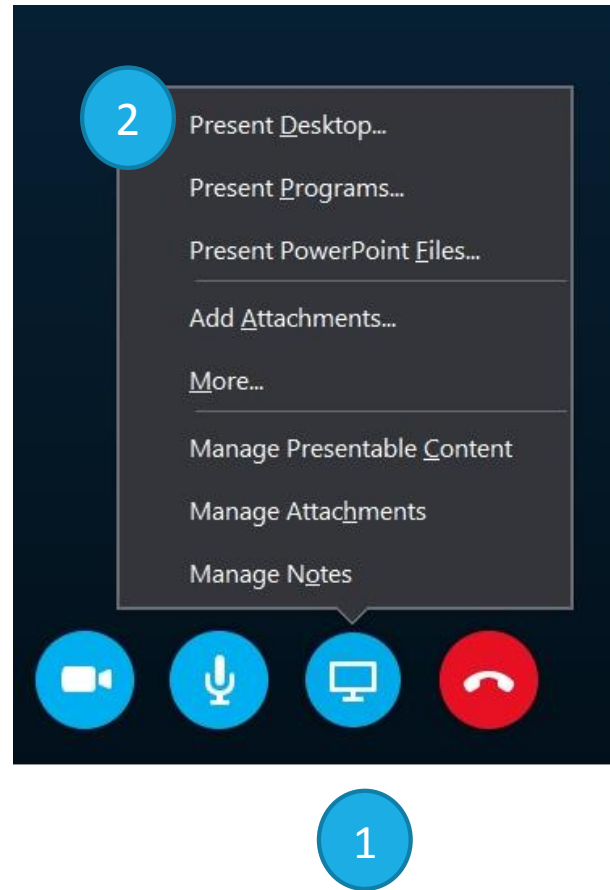 2
Present Desktop...
Present Programs...
Present PowerPoint Files...
Add Attachments...
More...
Manage Presentable Content
Manage Attachments
Manage Notes
1